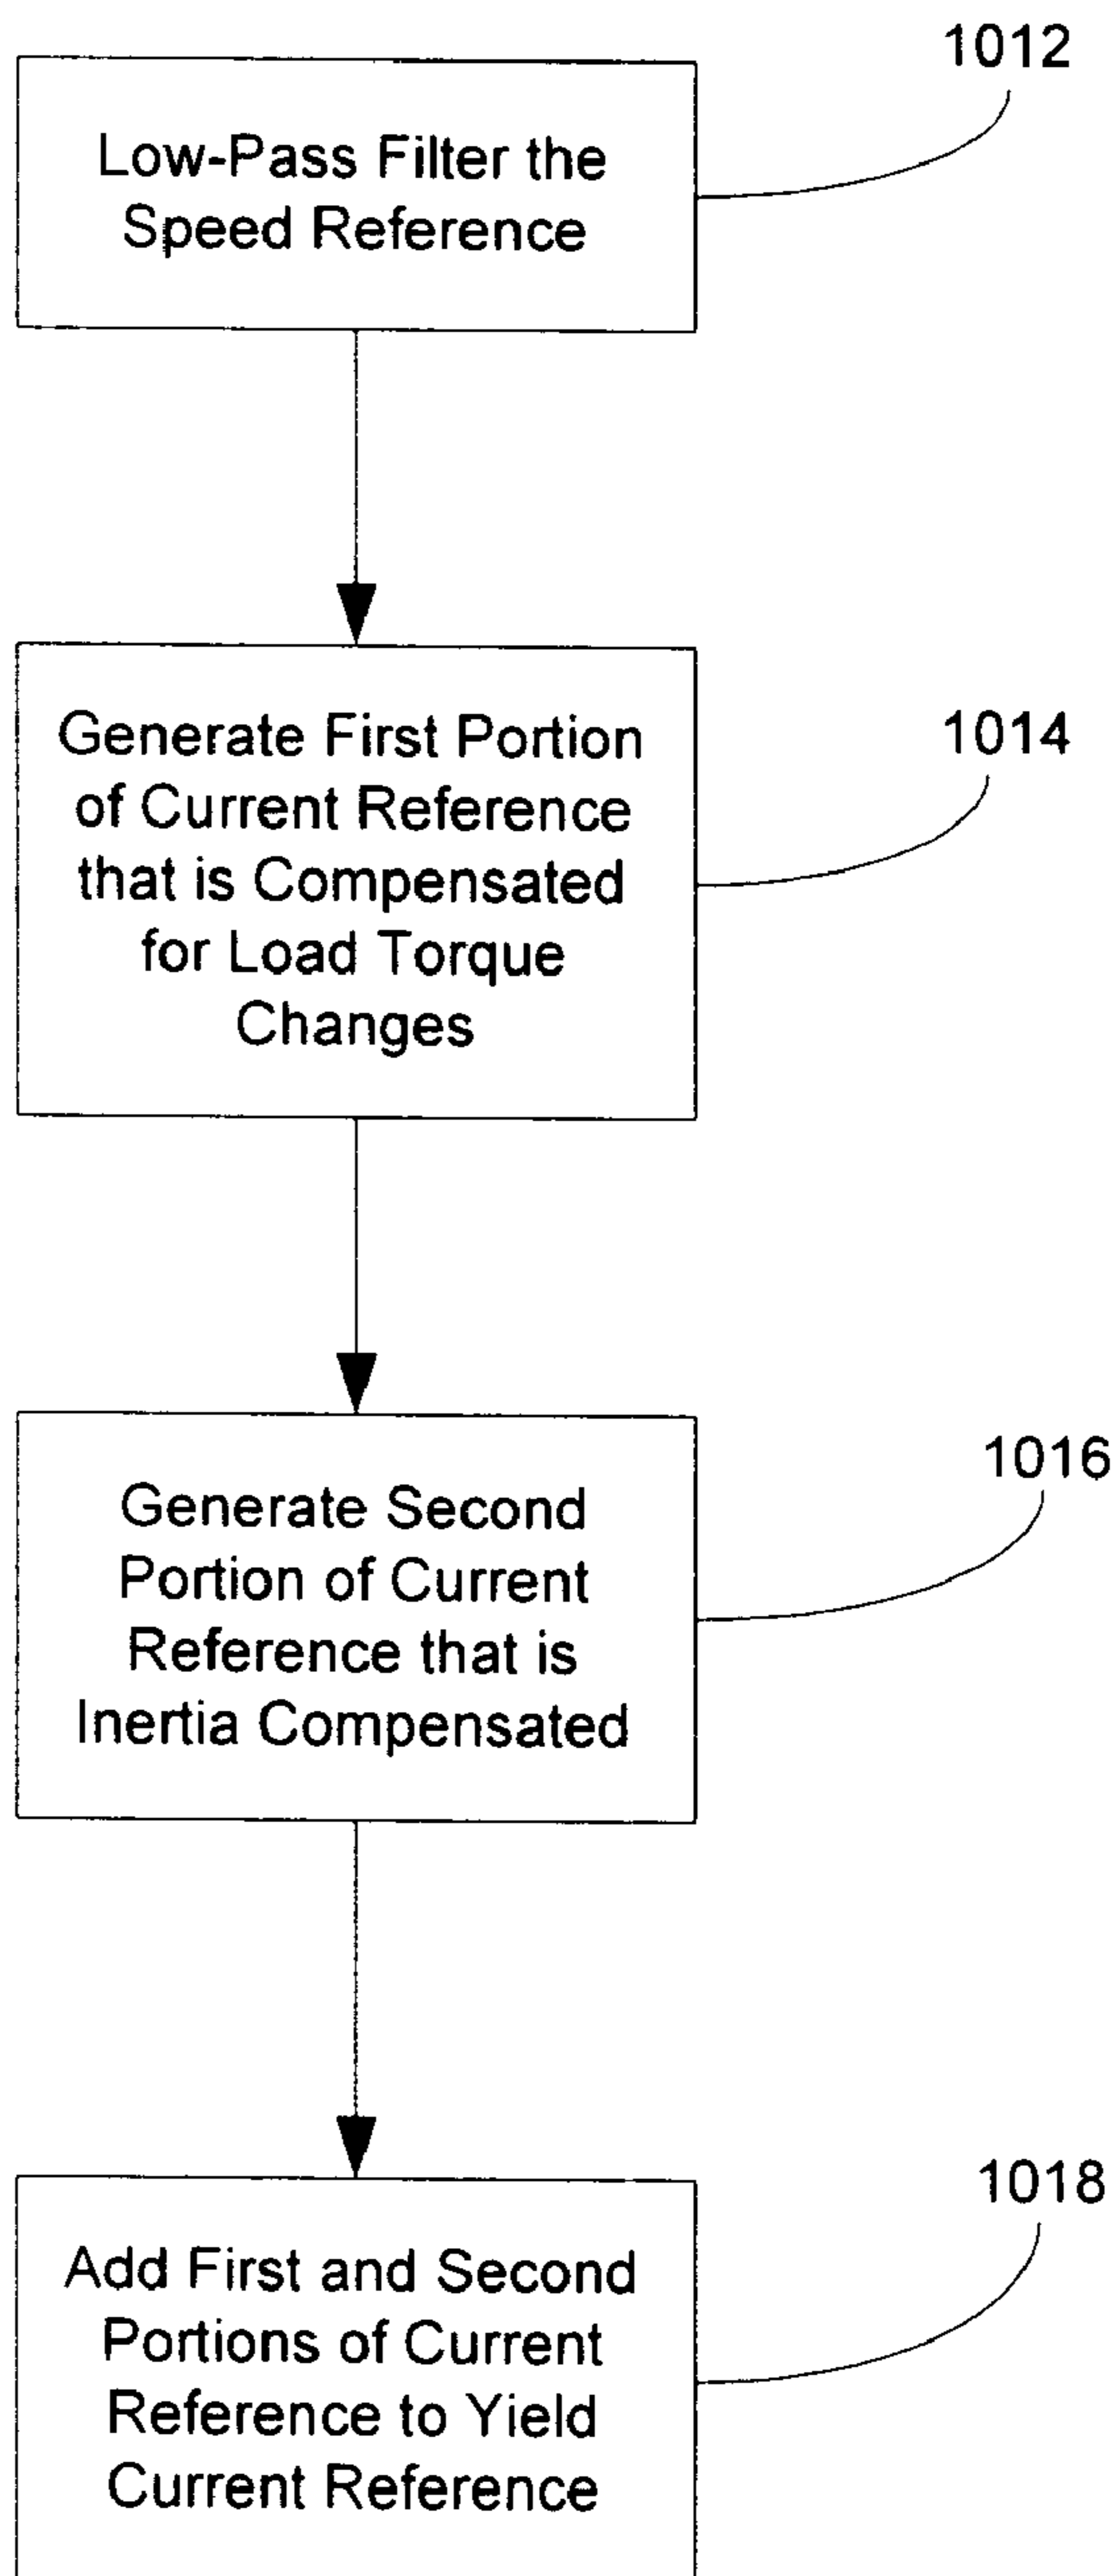 1012
Low-Pass Filter the
Speed Reference
1014
Generate First Portion
of Current Reference
that is Compensated
for Load Torque
Changes
1016
Generate Second
Portion of Current
Reference that is
Inertia Compensated
1018
Add First and Second
Portions of Current
Reference to Yield
Current Reference